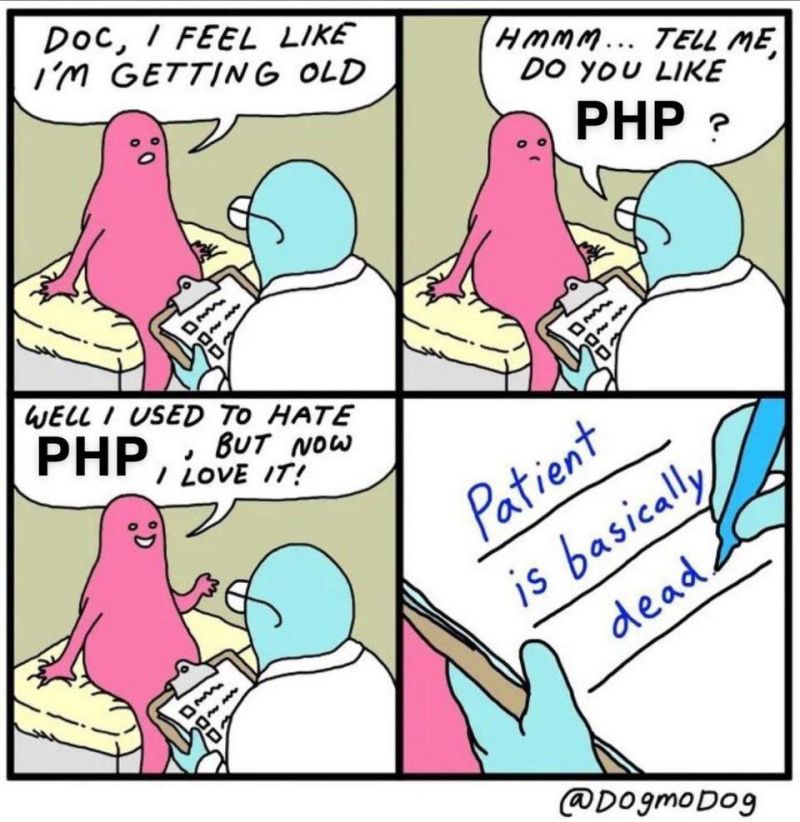 DOC, I FEEL LIKE
I'M GETTING OLD
HMMM... TELL ME,
DO YOU LIKE
PHP ?
WELL I USED TO HATE
PHP , BUT NOW
I LOVE IT!
Patient
is basically
dead.
@DOgmoDog